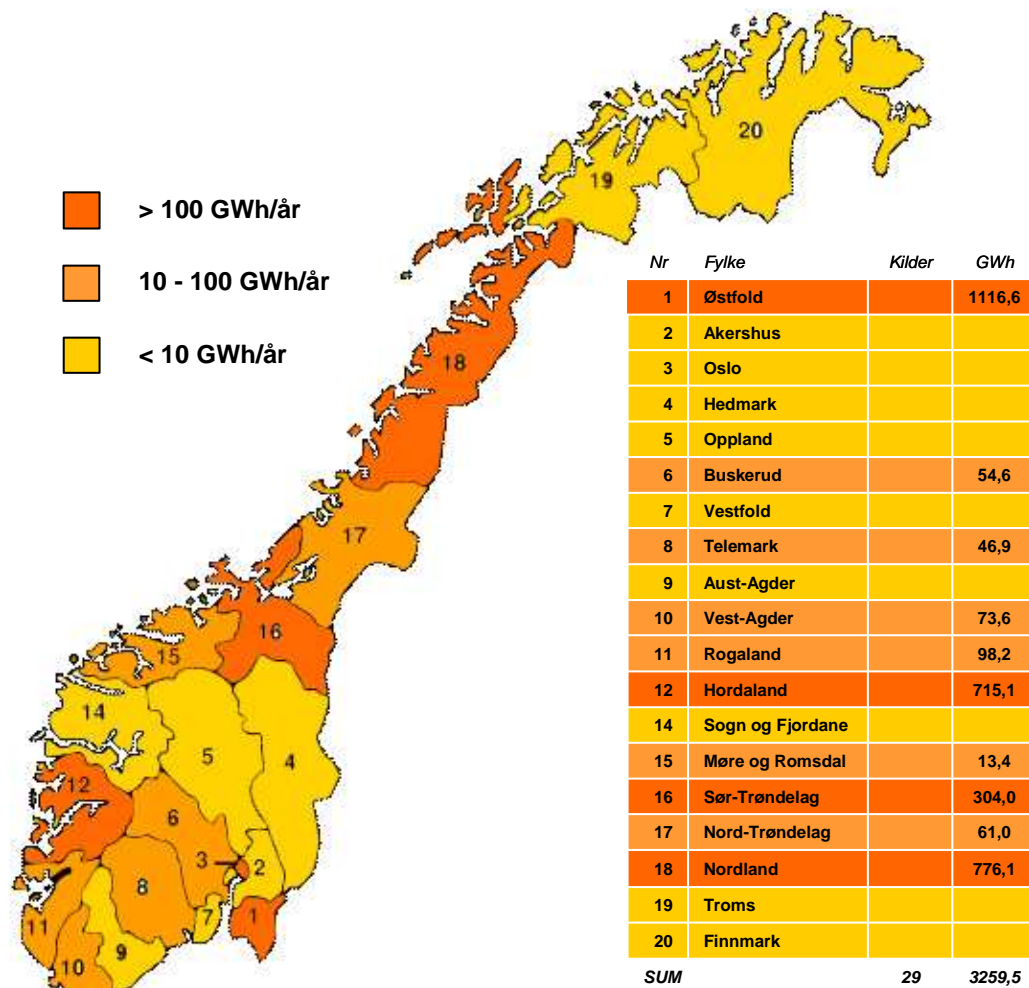 > 100 GWh/år
10 - 100 GWh/år
< 10 GWh/år
20
19
18
17
16
15
14
5
4
12
6
3
2
8
1
7
11
9
10
Nr Fylke Kilder GWh
1 Østfold 1116,6
2 Akershus
3 Oslo
4 Hedmark
5 Oppland
6 Buskerud 54,6
7 Vestfold
8 Telemark 46,9
9 Aust-Agder
10 Vest-Agder 73,6
11 Rogaland 98,2
12 Hordaland 715,1
14 Sogn og Fjordane
15 Møre og Romsdal 13,4
16 Sør-Trøndelag 304,0
17 Nord-Trøndelag 61,0
18 Nordland 776,1
19 Troms
20 Finnmark
SUM 29 3259,5